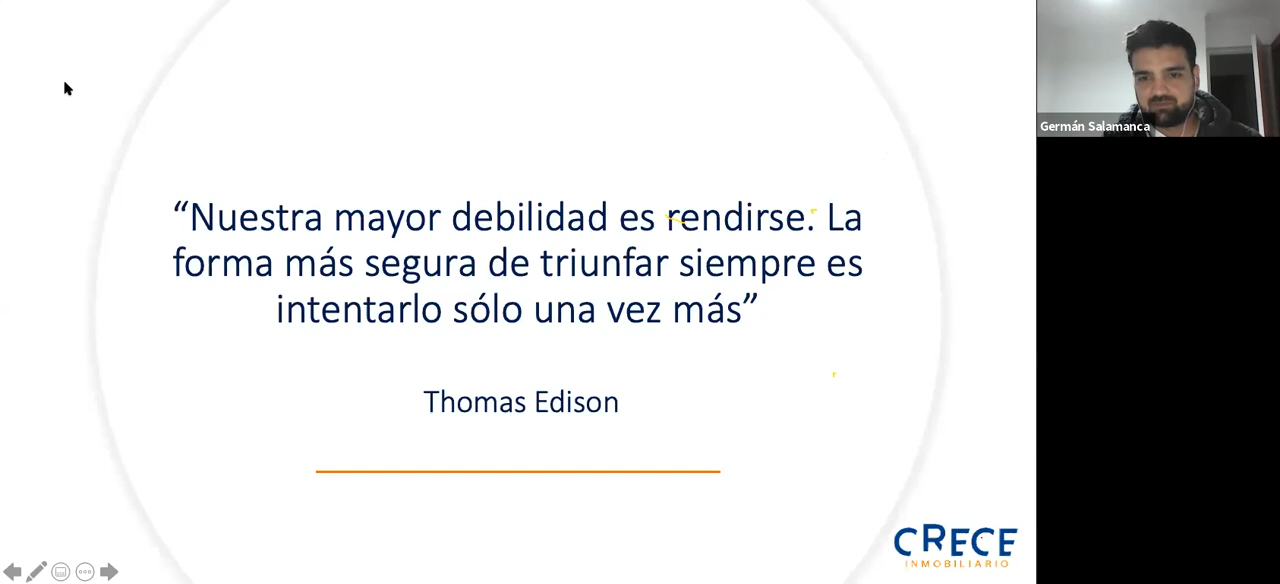 “Nuestra mayor debilidad es rendirse. La
forma más segura de triunfar siempre es
intentarlo sólo una vez más”
Thomas Edison
CRECE
INMOBILIARIO
Germán Salamanca